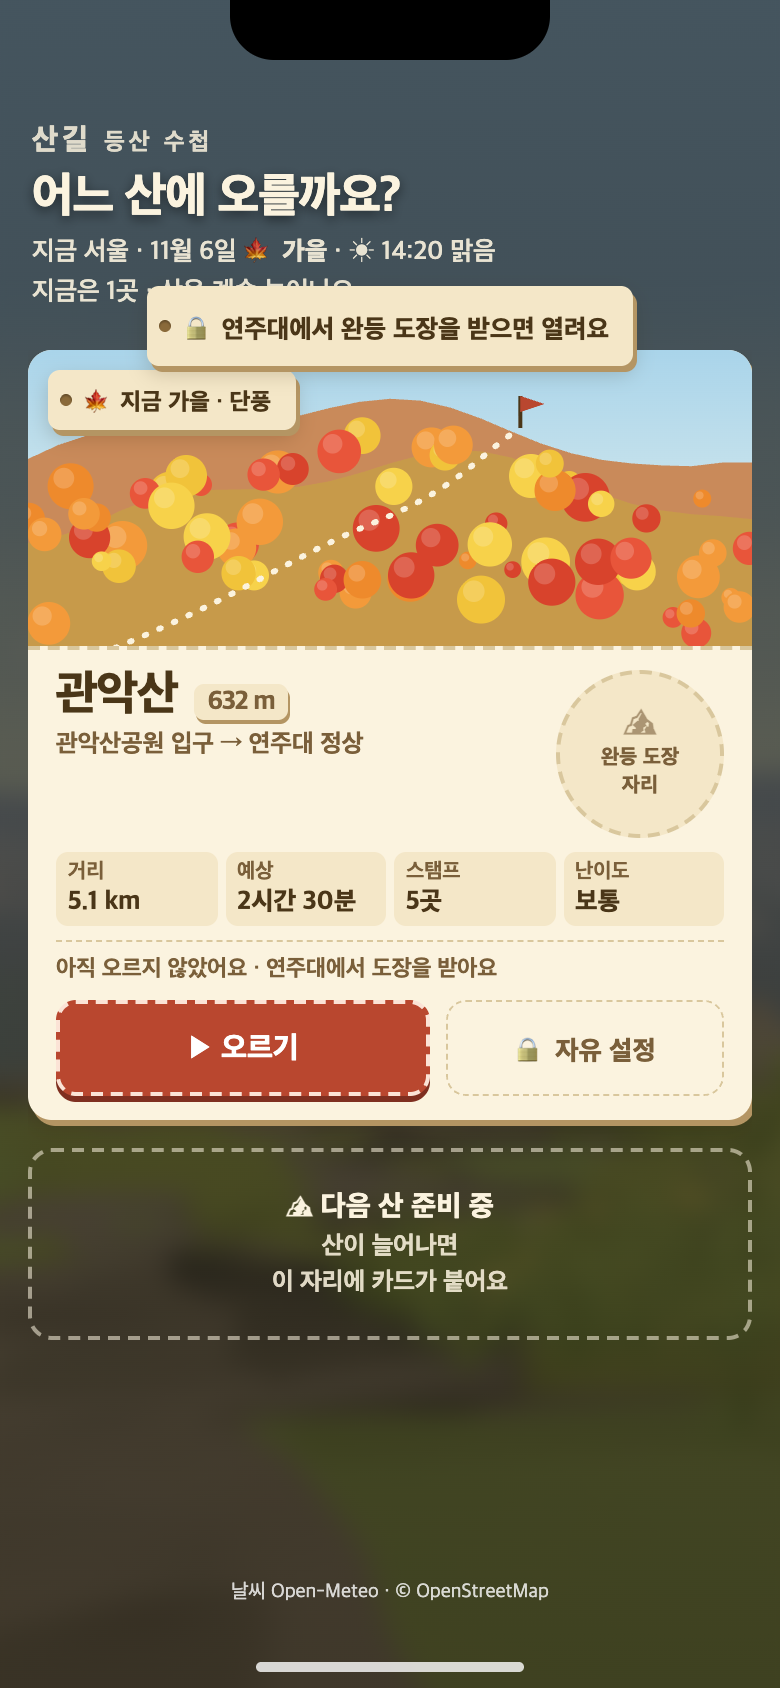 산길 등산 수첩
어느 산에 오를까요?
지금 서울 · 11월 6일 🍁 가을 · ☀ 14:20 맑음
지금은 1곳
🔒 연주대에서 완등 도장을 받으면 열려요
🍁 지금 가을 · 단풍
관악산 632 m
관악산공원 입구 → 연주대 정상
완등 도장
자리
거리 예상 스탬프 난이도
5.1 km 2시간 30분 5곳 보통
아직 오르지 않았어요 · 연주대에서 도장을 받아요
▶ 오르기 🔒 자유 설정
다음 산 준비 중
산이 늘어나면
이 자리에 카드가 붙어요
날씨 Open-Meteo · © OpenStreetMap